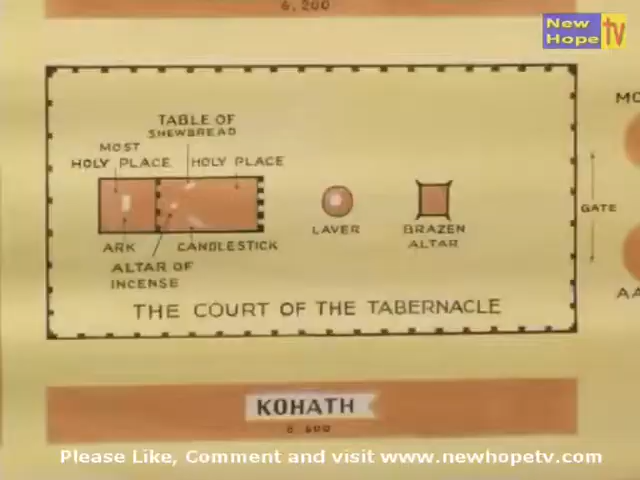 6,200
New
Hope tv
TABLE OF
SHEWBREAD
MOST
HOLY PLACE
HOLY PLACE
ARK
CANDLESTICK
ALTAR OF
INCENSE
LAVER
BRAZEN
ALTAR
GATE
MO
AA
THE COURT OF THE TABERNACLE
KOHATH
8,600
Please Like, Comment and visit www.newhopetv.com